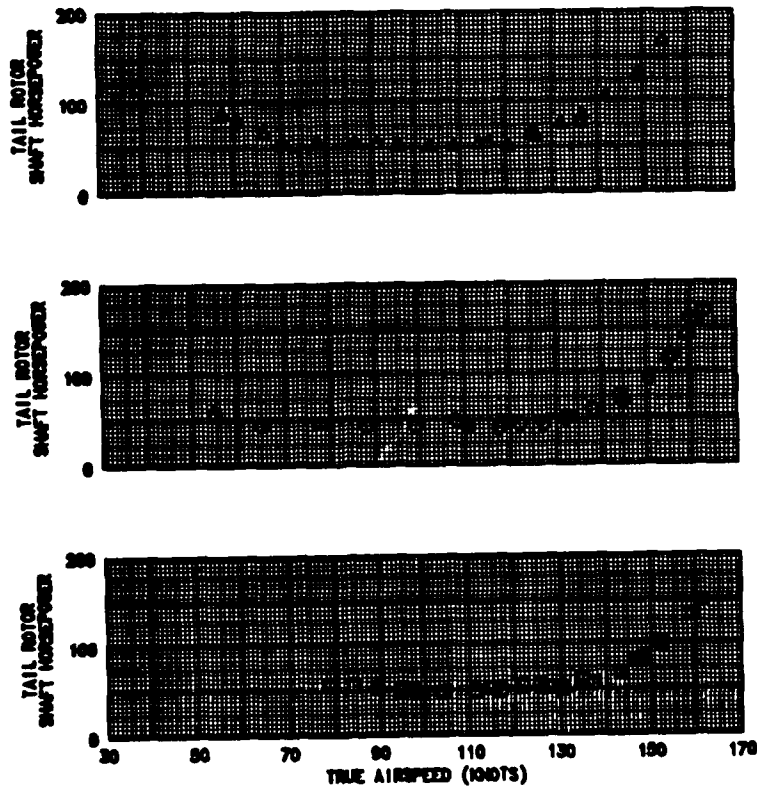 200
100
0
TAIL ROTOR
SHAFT HORSEPOWER
200
100
0
TAIL ROTOR
SHAFT HORSEPOWER
200
100
0
TAIL ROTOR
SHAFT HORSEPOWER
30 50 70 90 110 130 150 170
TRUE AIRSPEED (KNOTS)